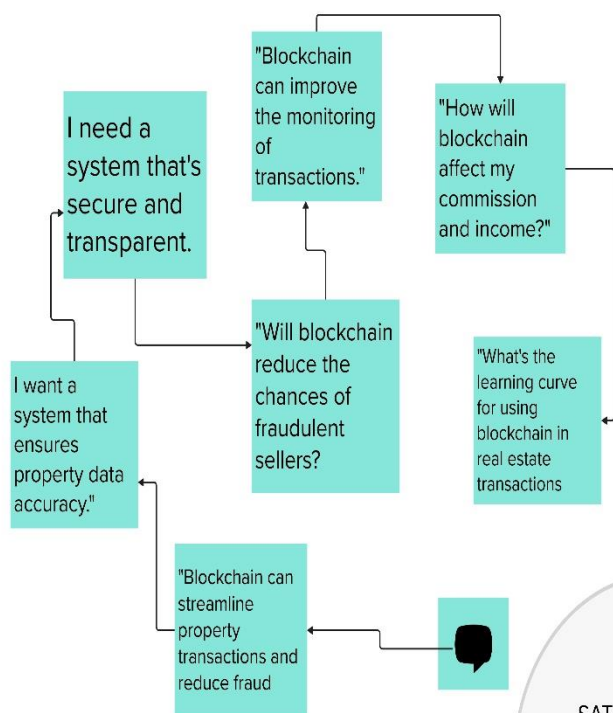 "Blockchain
can improve
the monitoring
of
transactions."
I need a
system that's
secure and
transparent.
"How will
blockchain
affect my
commission
and income?"
"Will blockchain
reduce the
chances of
fraudulent
sellers?
"What's the
learning curve
for using
blockchain in
real estate
transactions
I want a
system that
ensures
property data
accuracy."
"Blockchain can
streamline
property
transactions and
reduce fraud